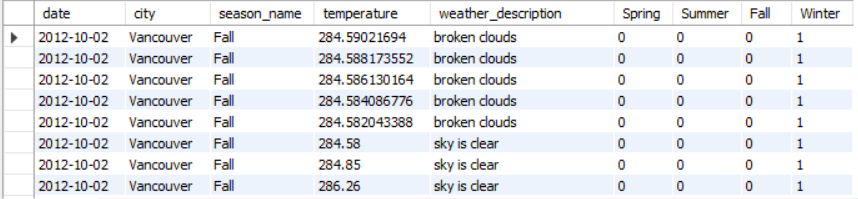 date city season_name temperature weather_description Spring Summer Fall Winter
2012-10-02 Vancouver Fall 284.59021694 broken clouds 0 0 0 1
2012-10-02 Vancouver Fall 284.588173552 broken clouds 0 0 0 1
2012-10-02 Vancouver Fall 284.586130164 broken clouds 0 0 0 1
2012-10-02 Vancouver Fall 284.584086776 broken clouds 0 0 0 1
2012-10-02 Vancouver Fall 284.582043388 broken clouds 0 0 0 1
2012-10-02 Vancouver Fall 284.58 sky is clear 0 0 0 1
2012-10-02 Vancouver Fall 284.85 sky is clear 0 0 0 1
2012-10-02 Vancouver Fall 286.26 sky is clear 0 0 0 1